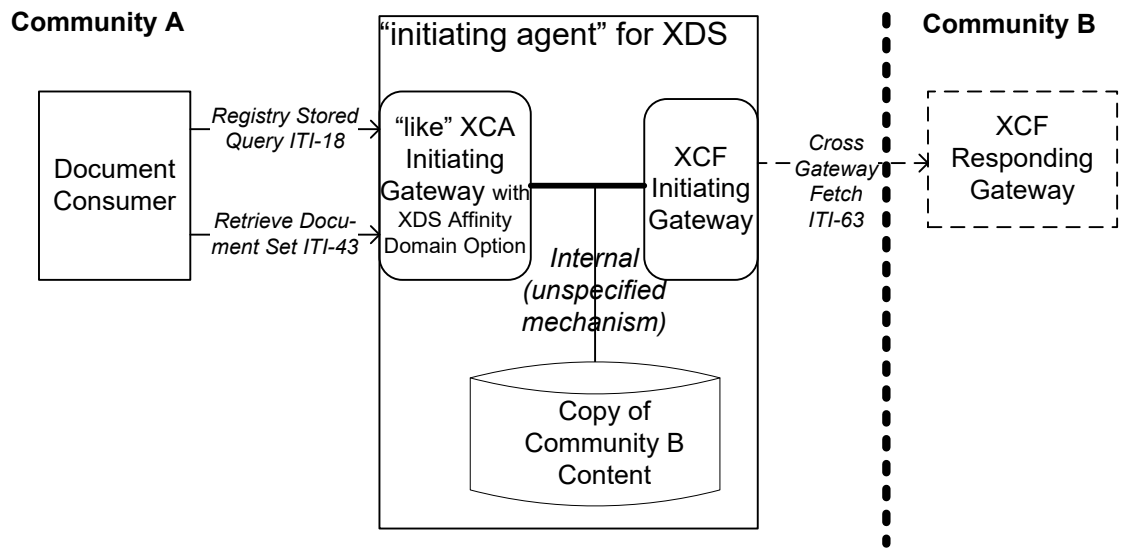 Community A
“initiating agent” for XDS
Community B
Document
Consumer
Registry Stored
Query ITI-18
Retrieve Docu-
ment Set ITI-43
“like” XCA
Initiating
Gateway with
XDS Affinity
Domain Option
XCF
Initiating
Gateway
Cross
Gateway
Fetch
ITI-63
XCF
Responding
Gateway
Internal
(unspecified
mechanism)
Copy of
Community B
Content